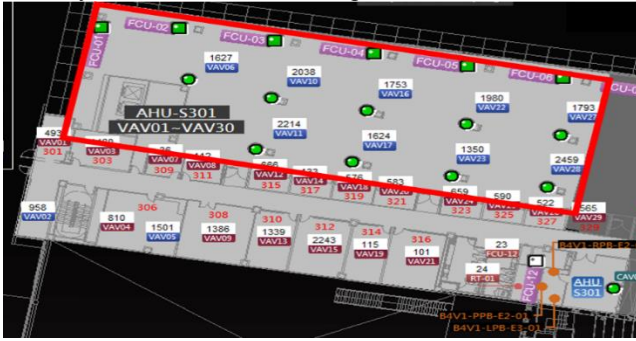 FCU-01
FCU-02
FCU-03
FCU-04
FCU-05
FCU-06
1627
VAV06
2038
VAV10
1753
VAV16
1980
VAV22
1793
VAV27
AHU-S301
VAV01~VAV30
2214
VAV11
1624
VAV17
1350
VAV23
2459
VAV28
493
VAV01
301
VAV03
303
VAV07
309
VAV08
311
VAV12
315
VAV14
317
VAV18
319
583
321
659
VAV24
323
590
325
522
327
565
VAV29
329
958
VAV02
306
810
VAV04
1501
VAV05
308
1386
VAV09
310
1339
VAV13
312
2243
VAV15
314
115
VAV19
316
101
VAV21
23
FCU-12
24
RT-01
FCU-12
AHU
S301
B4V1-RPB-E2-
B4V1-PPB-E2-01
B4V1-LPB-E3-01